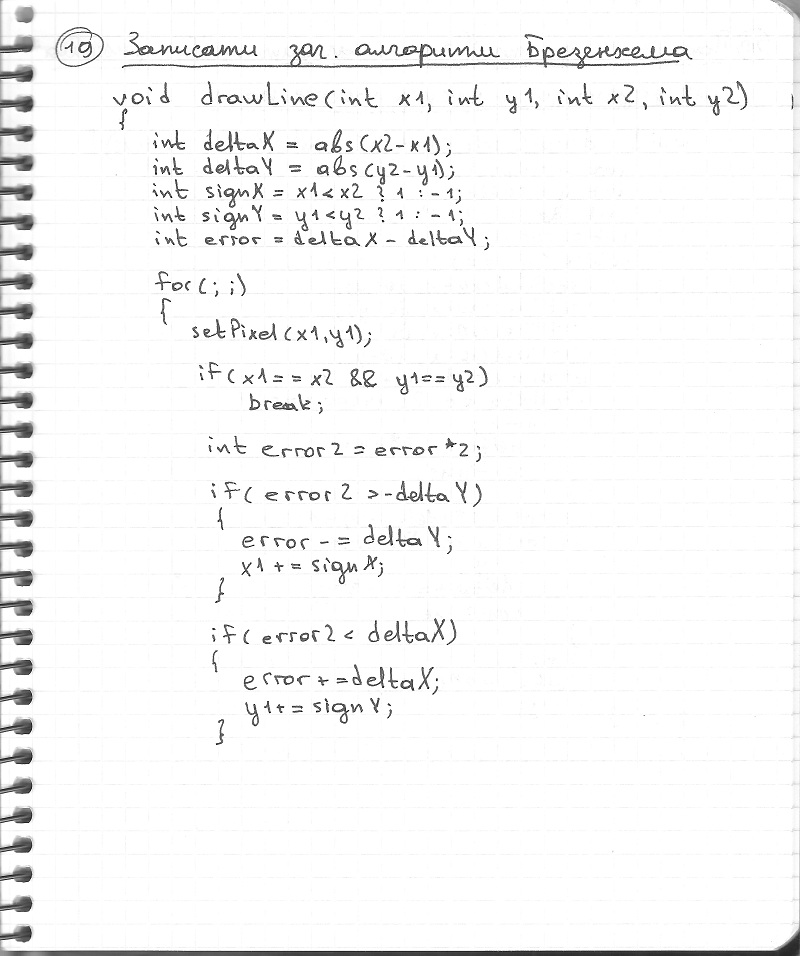 19 Записати заг. алгоритм Брезенхема
void drawLine(int x1, int y1, int x2, int y2)
{
int deltaX = abs(x2-x1);
int deltaY = abs(y2-y1);
int signX = x1<x2 ? 1 : -1;
int signY = y1<y2 ? 1 : -1;
int error = deltaX - deltaY;
for(;;)
{
setPixel(x1,y1);
if(x1==x2 && y1==y2)
break;
int error2 = error*2;
if(error2 >-deltaY)
{
error -= deltaY;
x1 += signX;
}
if(error2 < deltaX)
{
error +=deltaX;
y1+= signY;
}